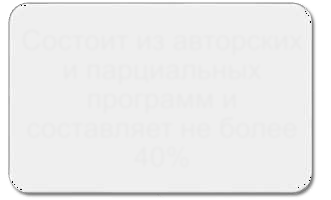 Состоит из авторских
и парциальных
программ и
составляет не более
40%